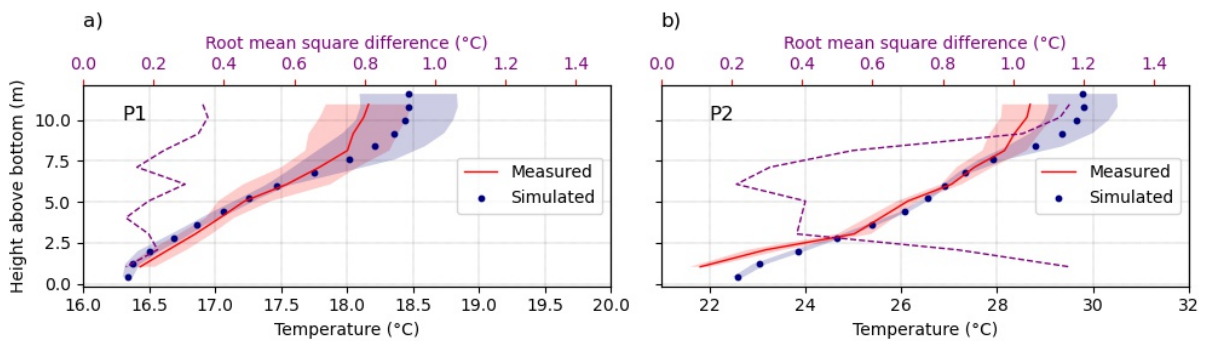 a)
Root mean square difference (°C)
0.0 0.2 0.4 0.6 0.8 1.0 1.2 1.4
P1
Height above bottom (m)
10.0
7.5
5.0
2.5
0.0
Measured
Simulated
16.0 16.5 17.0 17.5 18.0 18.5 19.0 19.5 20.0
Temperature (°C)
b)
Root mean square difference (°C)
0.0 0.2 0.4 0.6 0.8 1.0 1.2 1.4
P2
Measured
Simulated
22 24 26 28 30 32
Temperature (°C)